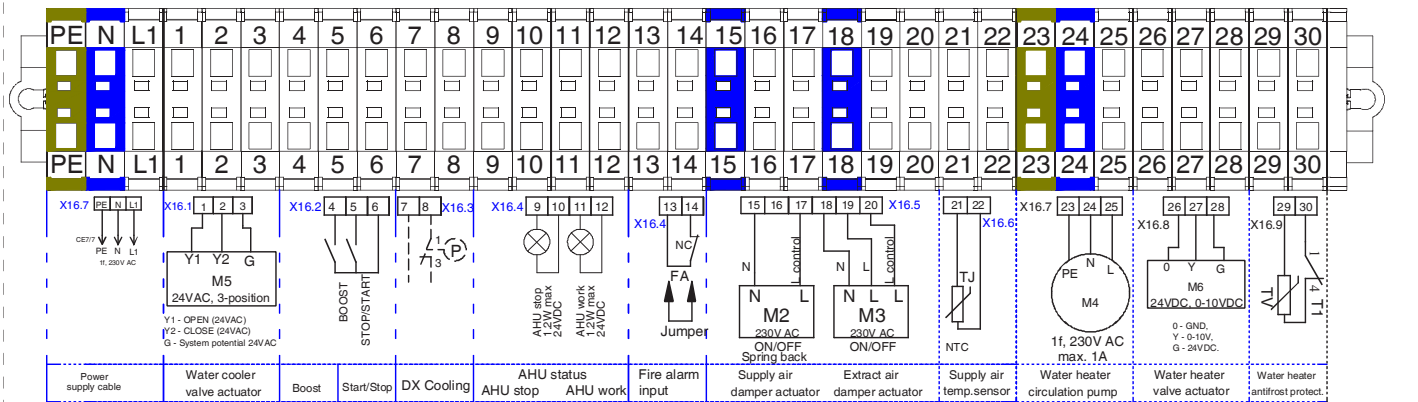 PE N L1 1 2 3 4 5 6 7 8 9 10 11 12 13 14 15 16 17 18 19 20 21 22 23 24 25 26 27 28 29 30
PE N L1 1 2 3 4 5 6 7 8 9 10 11 12 13 14 15 16 17 18 19 20 21 22 23 24 25 26 27 28 29 30
X16.7 PE N L1
CE7/7
PE N L1
1f, 230V AC
Power
supply cable
X16.1 1 2 3
Y1 Y2 G
M5
24VAC, 3-position
Y1 - OPEN (24VAC)
Y2 - CLOSE (24VAC)
G - System potential 24VAC
Water cooler
valve actuator
X16.2 4 5 6
BOOST
STOP/START
Boost
Start/Stop
7 8 X16.3
1
P
3
DX Cooling
X16.4 9 10 11 12
AHU stop
1.2W max
24VDC
AHU work
1.2W max
24VDC
AHU status
AHU stop AHU work
13 14
X16.4
NC
FA
Jumper
Fire alarm
input
15 16 17 18 19 20 X16.5
N L control N L L control
N L
M2
230V AC
ON/OFF
Spring back
N L
M3
230V AC
ON/OFF
Supply air
damper actuator
Extract air
damper actuator
21 22
X16.6
TJ
NTC
Supply air
temp.sensor
X16.7
23 24 25
PE N L
M4
1f, 230V AC
max. 1A
Water heater
circulation pump
26 27 28
X16.8
0 Y G
M6
24VDC, 0-10VDC
0 - GND,
Y - 0-10V,
G - 24VDC.
Water heater
valve actuator
29 30
X16.9
1
4
TV
T1
Water heater
antifrost protect.